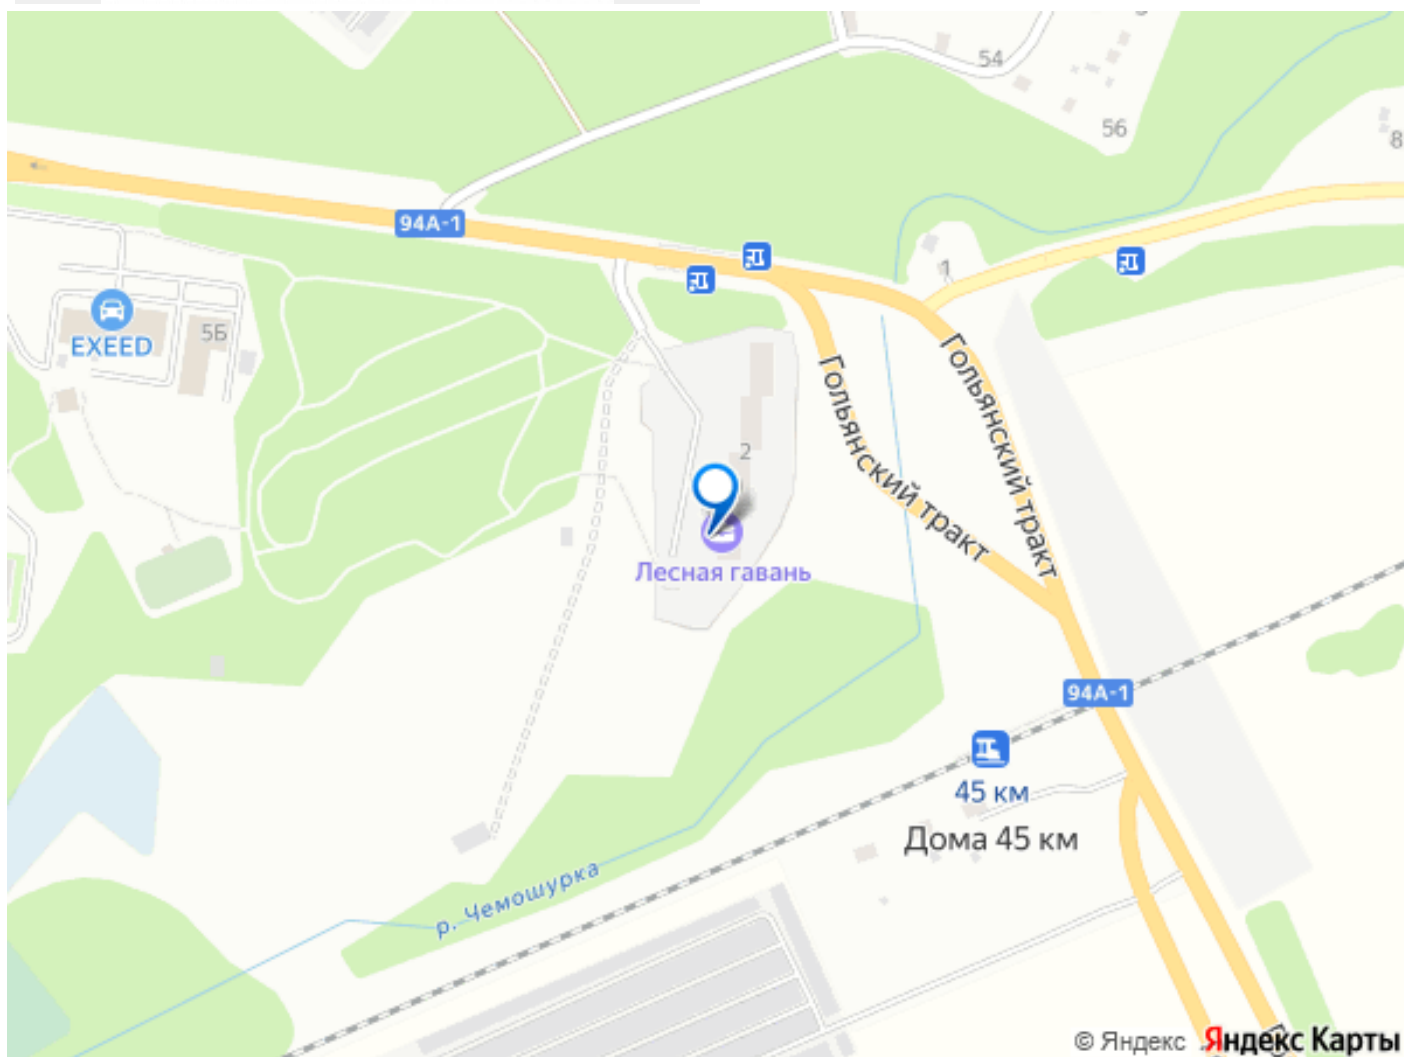 54
56
8
94А-1
1
5Б
EXEED
Гольянский тракт
Гольянский тракт
2
Лесная гавань
94А-1
45 км
Дома 45 км
р. Чемошурка
© Яндекс Яндекс Карты